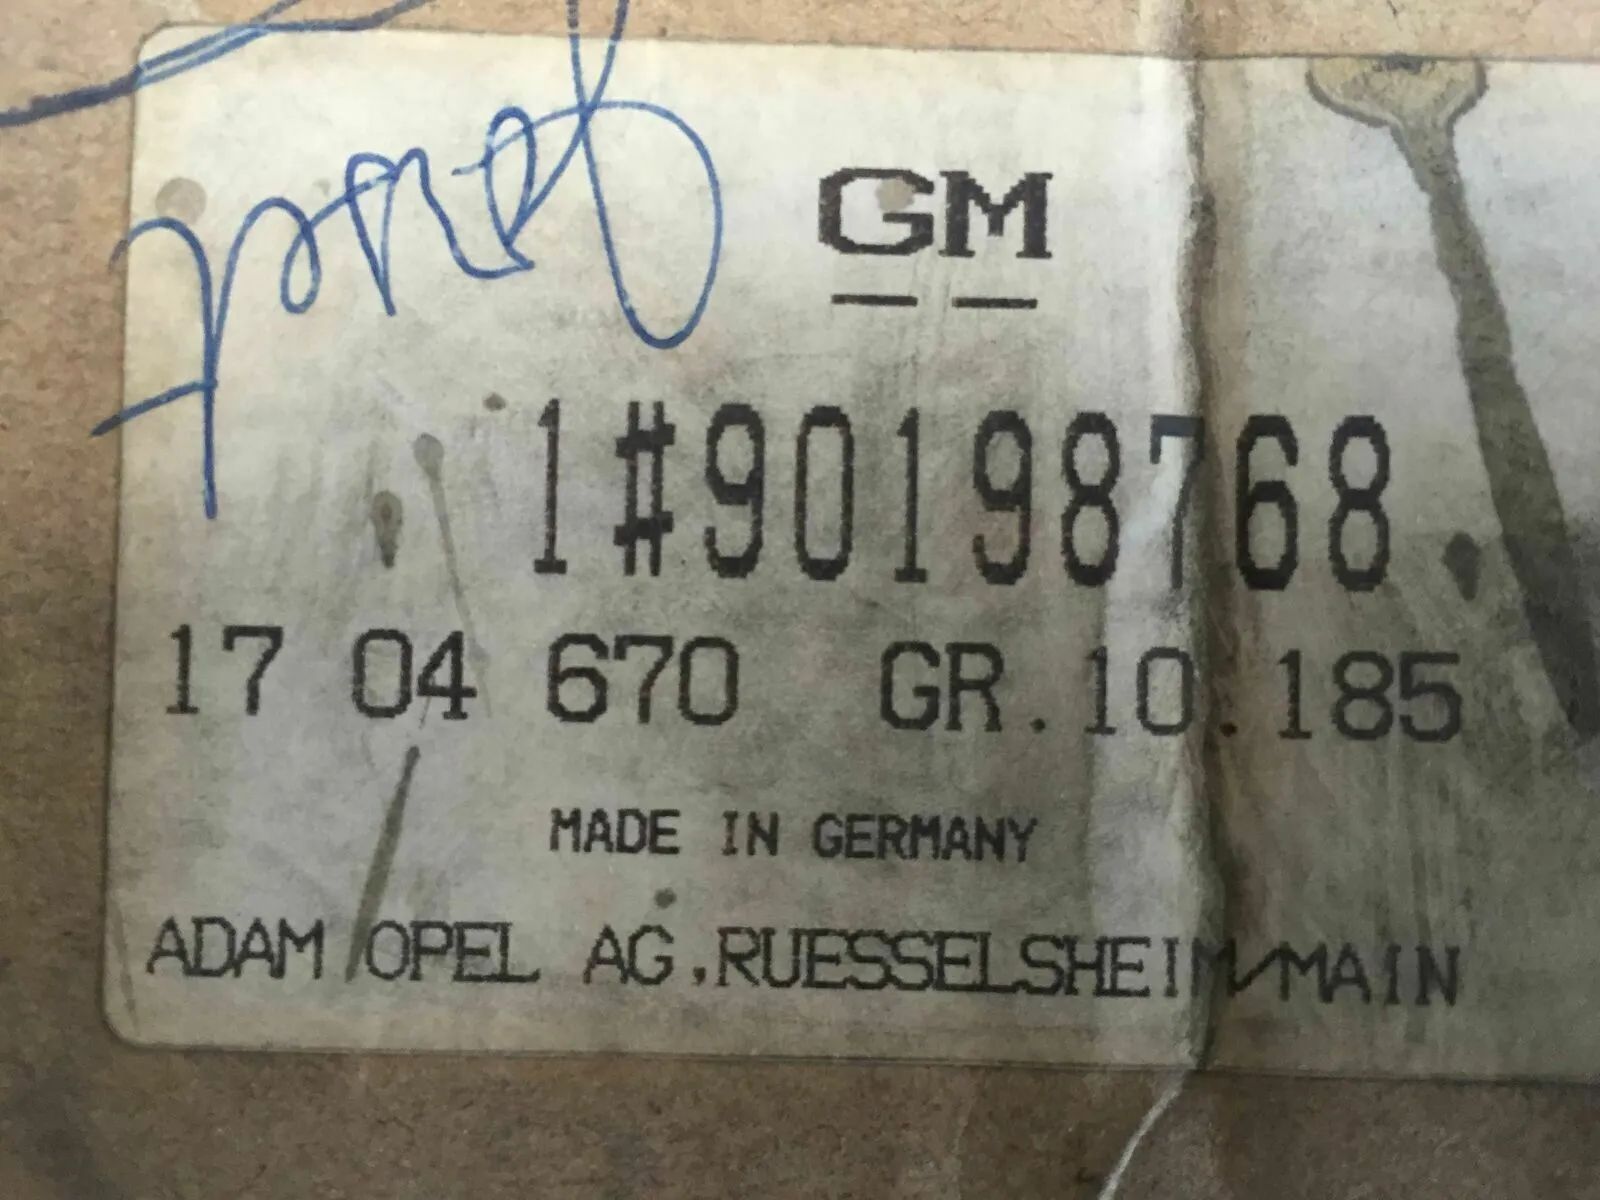 GM
1#90198768
17 04 670 GR.10.185
MADE IN GERMANY
ADAM OPEL AG,RUESSELSHEIM/MAIN